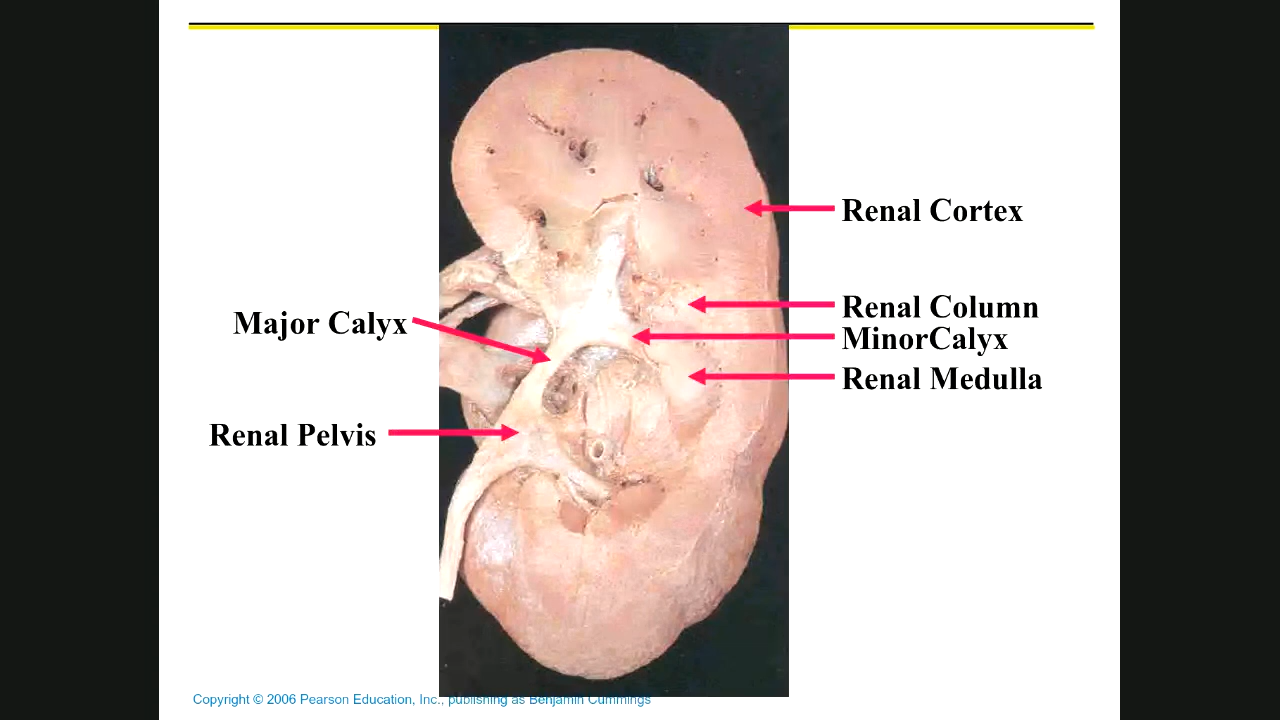 Renal Cortex
Renal Column
Major Calyx
MinorCalyx
Renal Medulla
Renal Pelvis
Copyright © 2006 Pearson Education, Inc., publishing as Benjamin Cummings